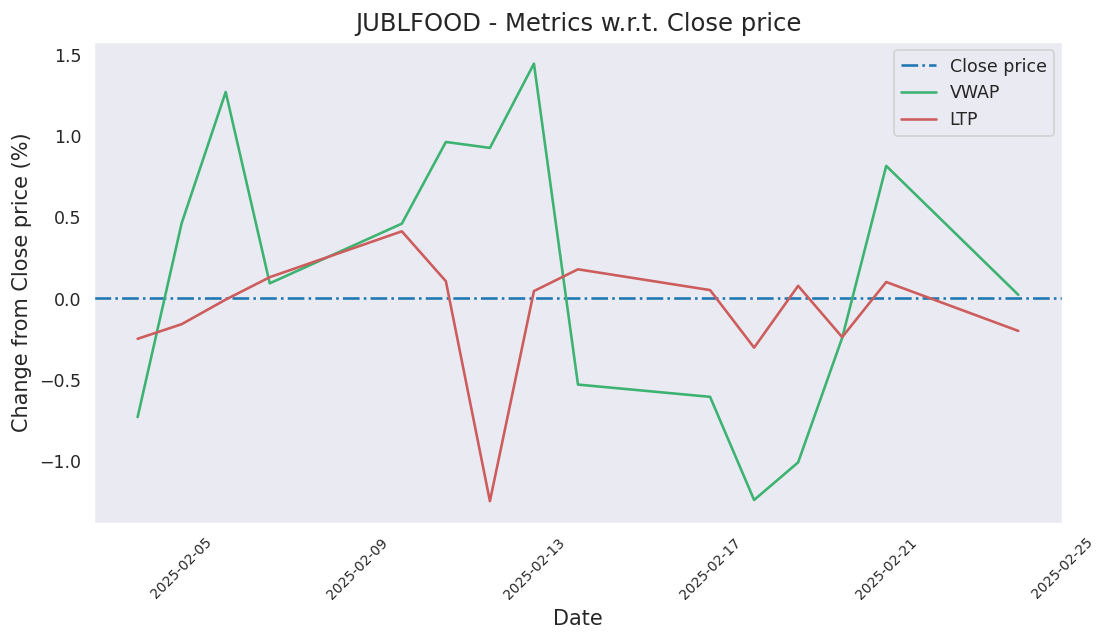 JUBLFOOD - Metrics w.r.t. Close price
Close price
VWAP
LTP
Change from Close price (%)
1.5
1.0
0.5
0.0
−0.5
−1.0
2025-02-05
2025-02-09
2025-02-13
2025-02-17
2025-02-21
2025-02-25
Date